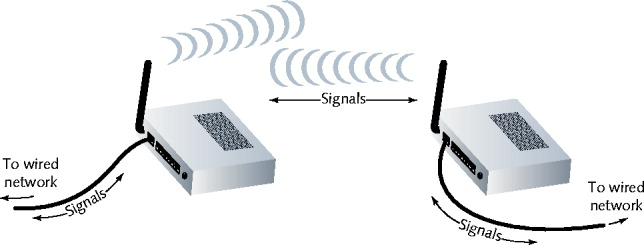 Signals
To wired
network
Signals
Signals
To wired
network